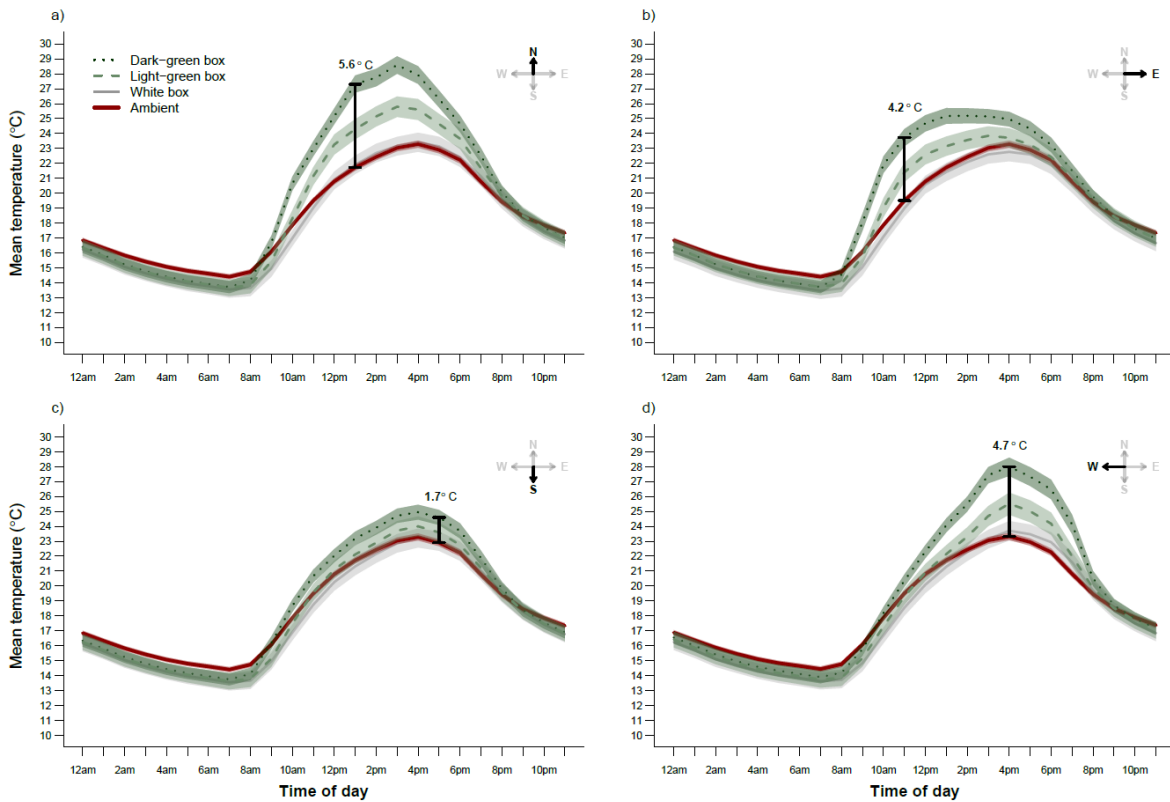 a)
Mean temperature (°C)
30
29
28
27
26
25
24
23
22
21
20
19
18
17
16
15
14
13
12
11
10
Dark−green box
Light−green box
White box
Ambient
5.6° C
N
W E
S
12am 2am 4am 6am 8am 10am 12pm 2pm 4pm 6pm 8pm 10pm
b)
30
29
28
27
26
25
24
23
22
21
20
19
18
17
16
15
14
13
12
11
10
4.2° C
N
W E
S
12am 2am 4am 6am 8am 10am 12pm 2pm 4pm 6pm 8pm 10pm
c)
Mean temperature (°C)
30
29
28
27
26
25
24
23
22
21
20
19
18
17
16
15
14
13
12
11
10
1.7° C
N
W E
S
12am 2am 4am 6am 8am 10am 12pm 2pm 4pm 6pm 8pm 10pm
Time of day
d)
30
29
28
27
26
25
24
23
22
21
20
19
18
17
16
15
14
13
12
11
10
4.7° C
N
W E
S
12am 2am 4am 6am 8am 10am 12pm 2pm 4pm 6pm 8pm 10pm
Time of day